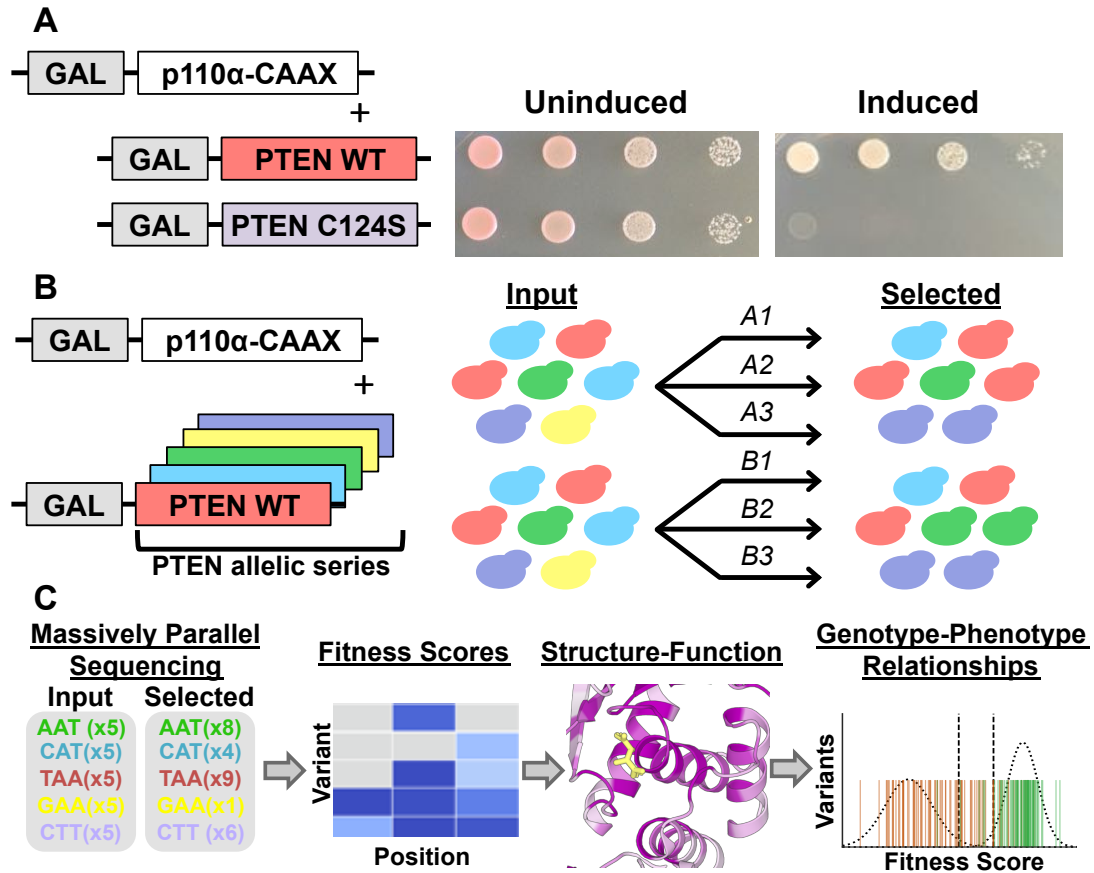 A
GAL p110α-CAAX
+
GAL PTEN WT
GAL PTEN C124S
Uninduced Induced
B
GAL p110α-CAAX
+
GAL PTEN WT
PTEN allelic series
Input Selected
A1
A2
A3
B1
B2
B3
C
Massively Parallel
Sequencing
Input Selected
AAT (x5) AAT(x8)
CAT(x5) CAT(x4)
TAA(x5) TAA(x9)
GAA(x5) GAA(x1)
CTT(x5) CTT (x6)
Fitness Scores
Variant
Position
Structure-Function
Genotype-Phenotype
Relationships
Variants
Fitness Score